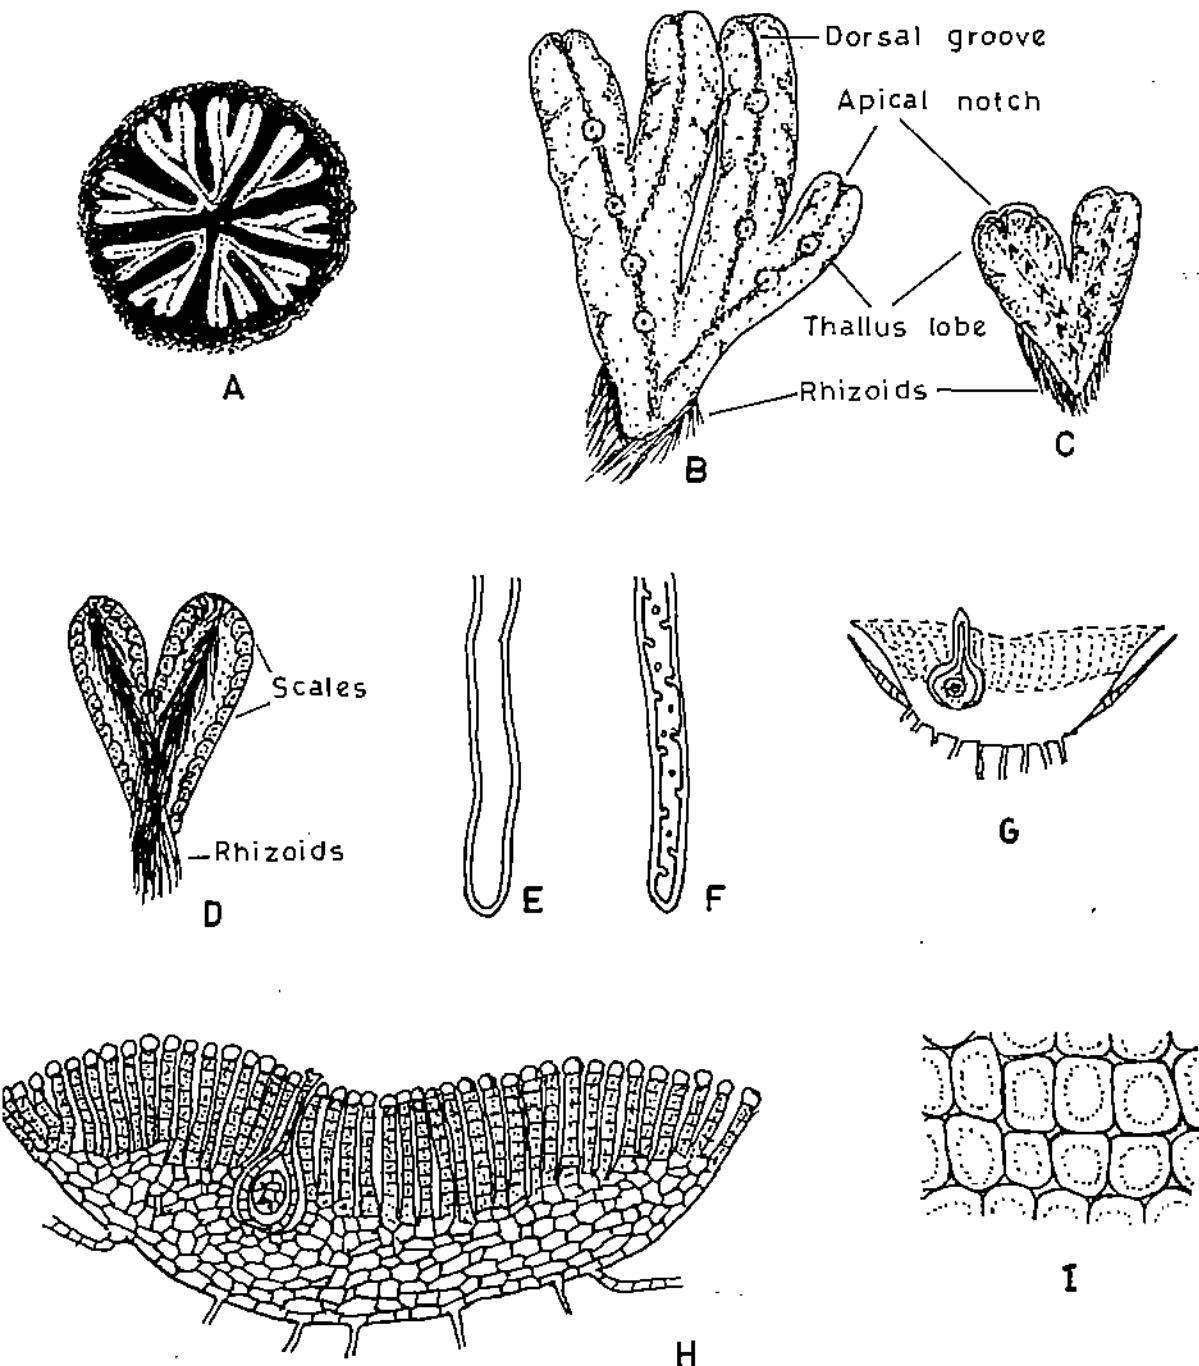 Dorsal groove
Apical notch
Thallus lobe
Rhizoids
A
B
C
Scales
Rhizoids
D
E
F
G
H
I